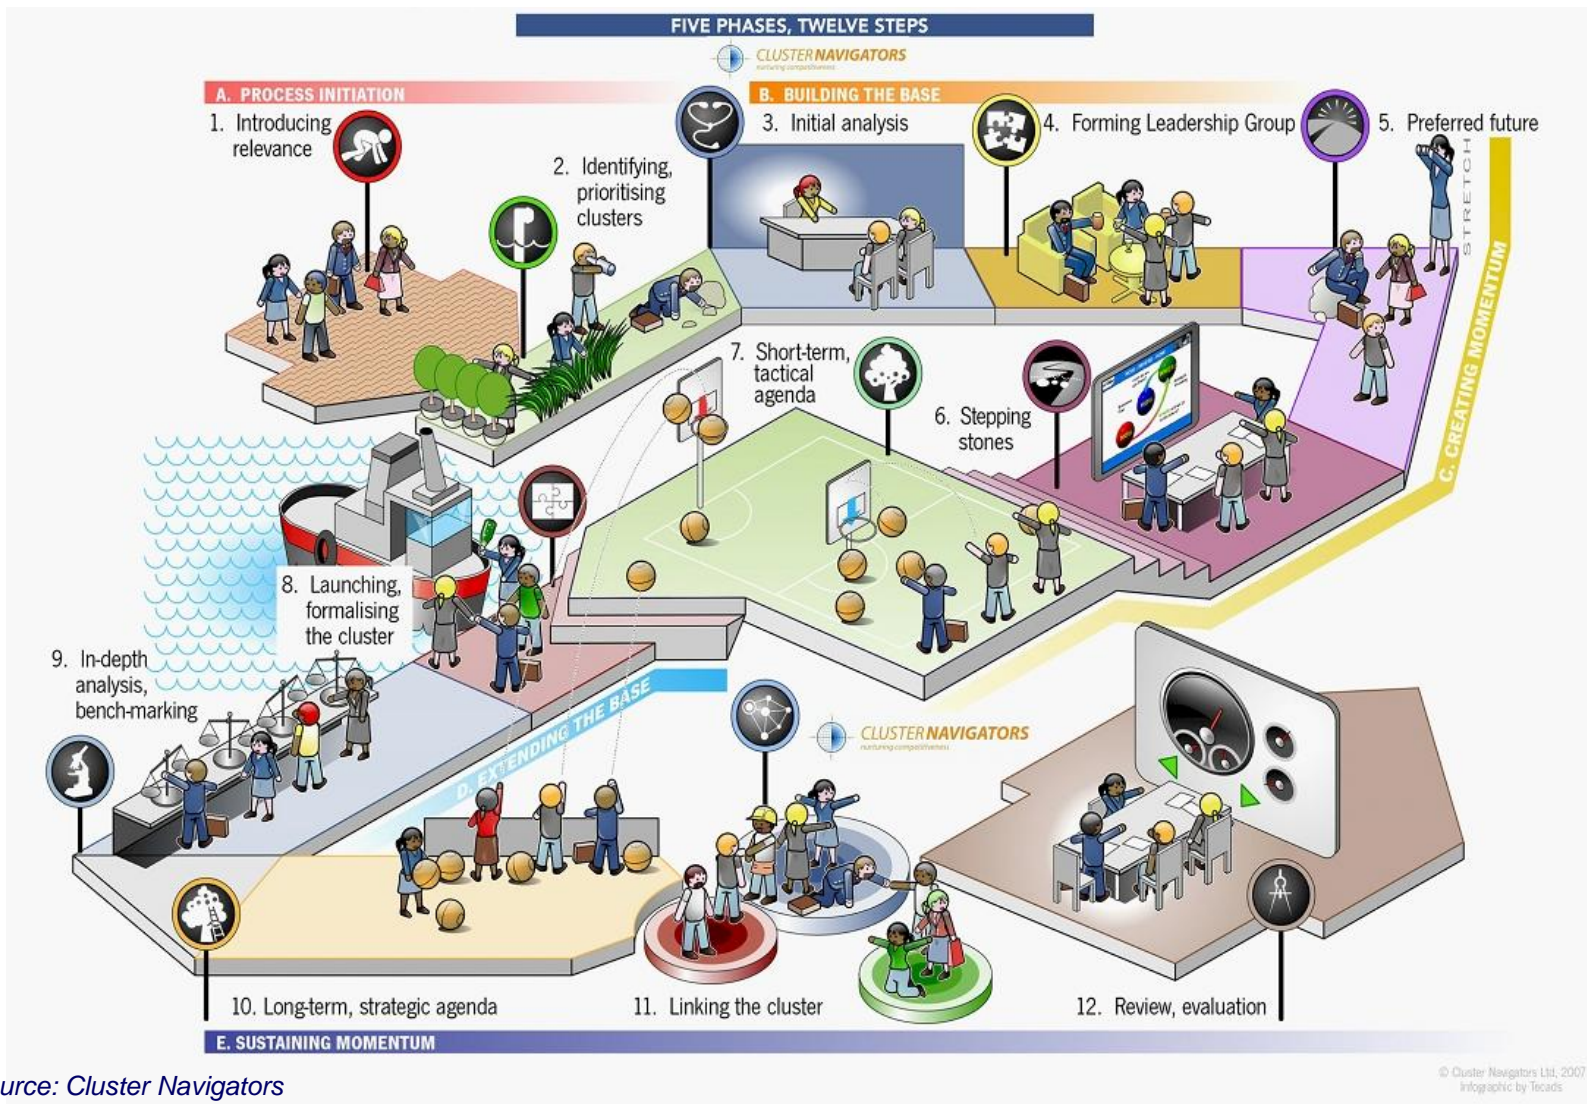 FIVE PHASES, TWELVE STEPS
CLUSTER NAVIGATORS
nurturing competitiveness
A. PROCESS INITIATION
B. BUILDING THE BASE
1. Introducing
relevance
2. Identifying,
prioritising
clusters
3. Initial analysis
4. Forming Leadership Group
5. Preferred future
STRETCH
C. CREATING MOMENTUM
6. Stepping
stones
7. Short-term,
tactical
agenda
8. Launching,
formalising
the cluster
9. In-depth
analysis,
bench-marking
D. EXTENDING THE BASE
CLUSTER NAVIGATORS
nurturing competitiveness
10. Long-term, strategic agenda
11. Linking the cluster
12. Review, evaluation
E. SUSTAINING MOMENTUM
urce: Cluster Navigators
© Cluster Navigators Ltd, 2007
Infographic by Tecads